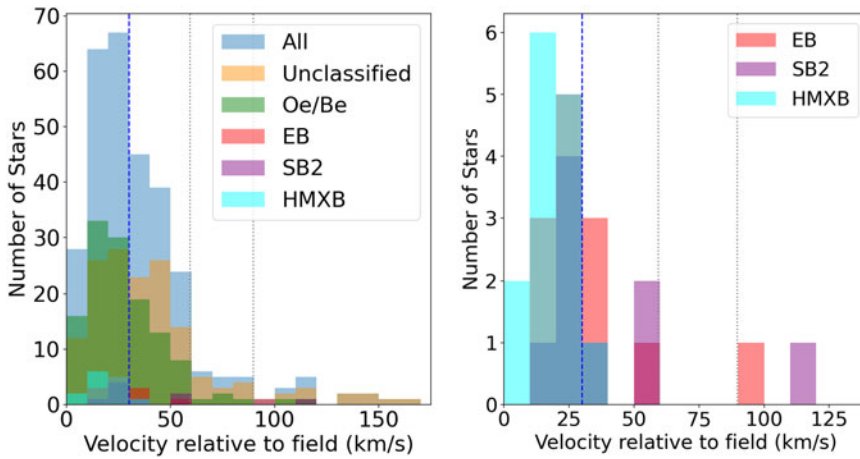 70
60
50
40
30
20
10
0
Number of Stars
All
Unclassified
Oe/Be
EB
SB2
HMXB
0 50 100 150
Velocity relative to field (km/s)
6
5
4
3
2
1
0
Number of Stars
EB
SB2
HMXB
0 25 50 75 100 125
Velocity relative to field (km/s)